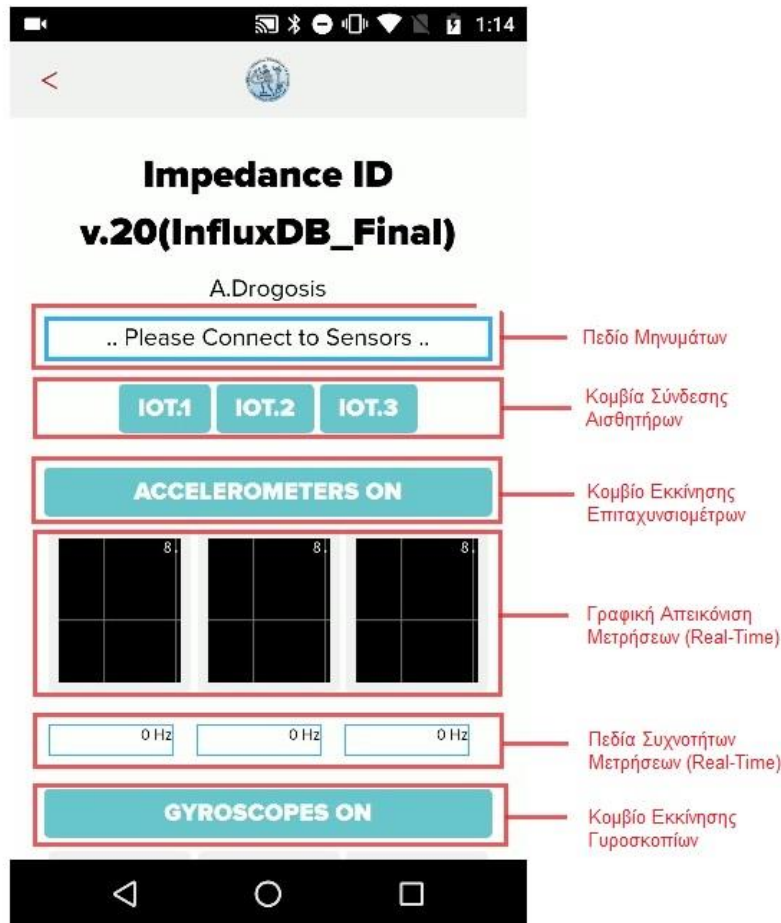 1:14
<
Impedance ID
v.20(InfluxDB_Final)
A.Drogosis
.. Please Connect to Sensors ..
Πεδίο Μηνυμάτων
IOT.1 IOT.2 IOT.3
Κομβία Σύνδεσης
Αισθητήρων
ACCELEROMETERS ON
Κομβίο Εκκίνησης
Επιταχυνσιομέτρων
8. 8. 8.
Γραφική Απεικόνιση
Μετρήσεων (Real-Time)
0 Hz 0 Hz 0 Hz
Πεδία Συχνοτήτων
Μετρήσεων (Real-Time)
GYROSCOPES ON
Κομβίο Εκκίνησης
Γυροσκοπίων